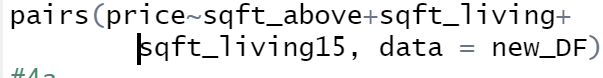 pairs(price~sqft_above+sqft_living+
sqft_living15, data = new_DF)
#4a